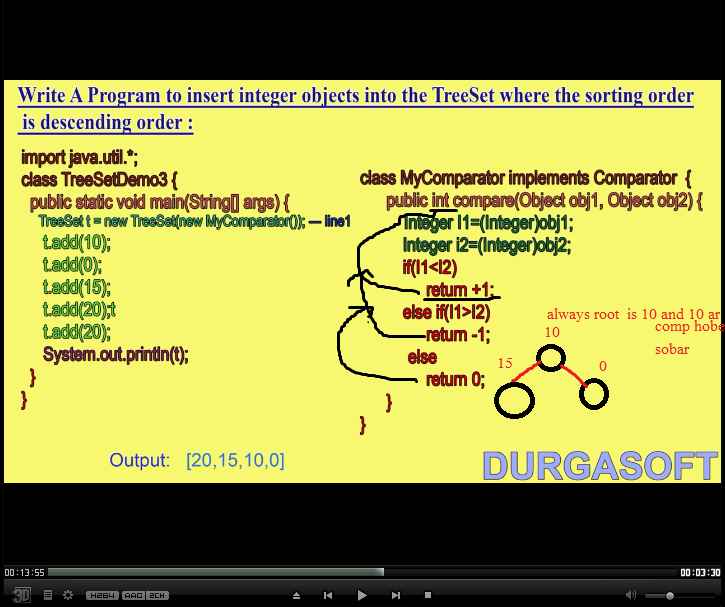 Write A Program to insert integer objects into the TreeSet where the sorting order
is descending order :
import java.util.*;
class TreeSetDemo3 {
public static void main(String[] args) {
TreeSet t = new TreeSet(new MyComparator()); --- line1
t.add(10);
t.add(0);
t.add(15);
t.add(20);t
t.add(20);
System.out.println(t);
}
}
class MyComparator implements Comparator {
public int compare(Object obj1, Object obj2) {
Integer I1=(Integer)obj1;
Integer i2=(Integer)obj2;
if(I1<I2)
return +1;
else if(I1>I2)
return -1;
else
return 0;
}
}
always root is 10 and 10 ar
comp hobe
sobar
10
15
0
Output: [20,15,10,0]
DURGASOFT
00:13:55
00:03:30
3D
H264
AAC
2CH